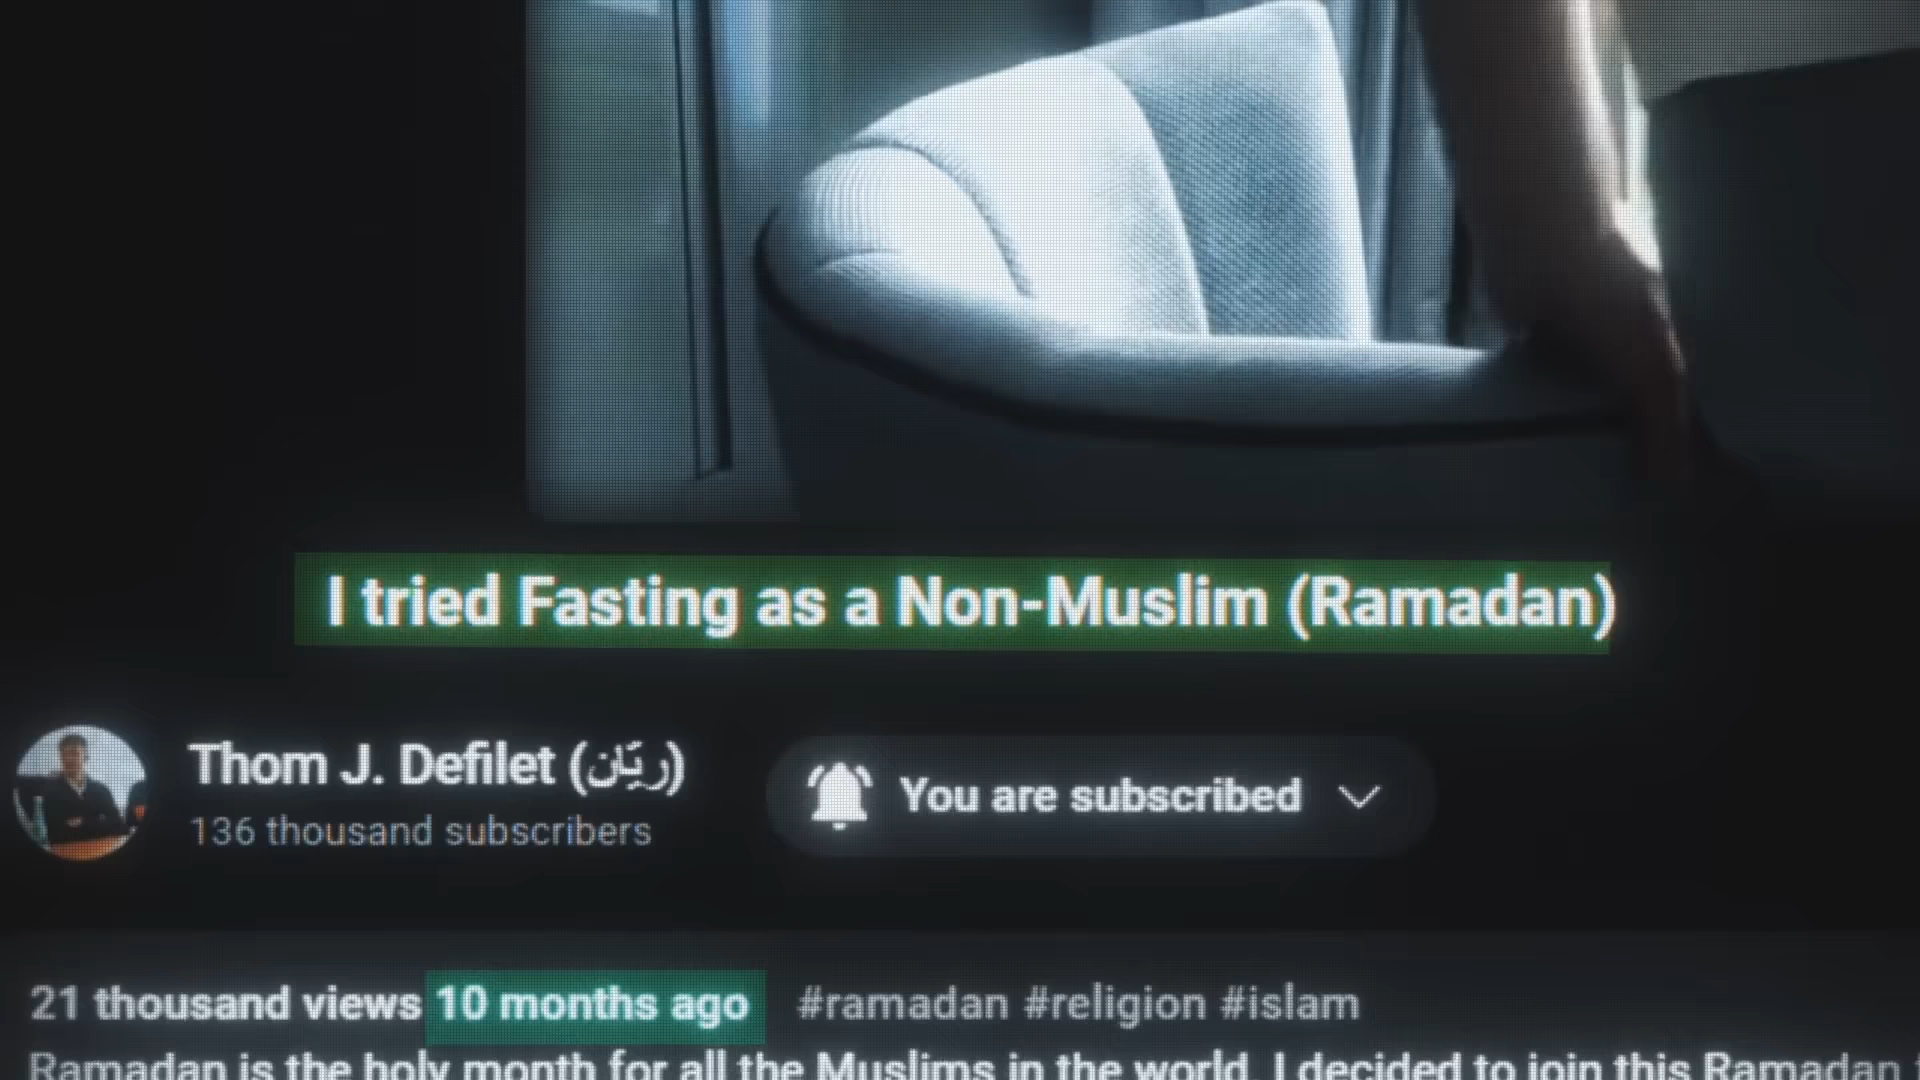 I tried Fasting as a Non-Muslim (Ramadan)
Thom J. Defilet (ريّان)
136 thousand subscribers
You are subscribed
21 thousand views 10 months ago #ramadan #religion #islam
Ramadan is the holy month for all the Muslims in the world. I decided to join this Ramadan